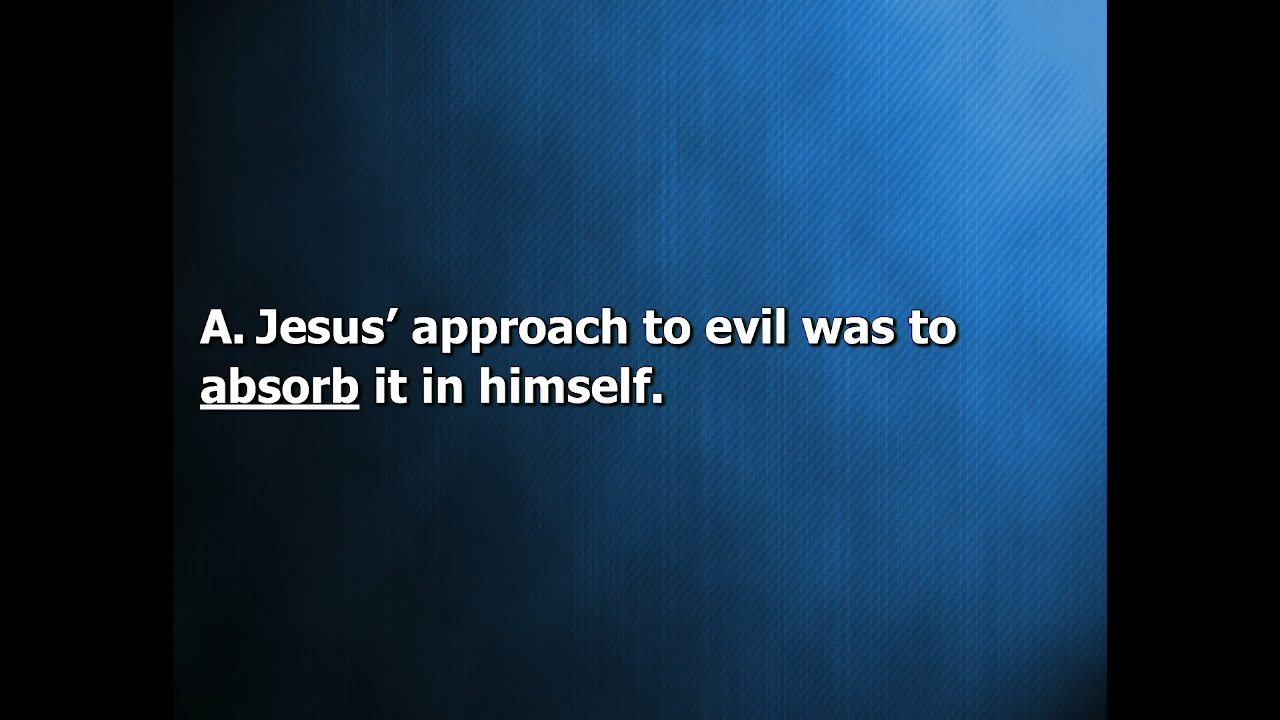 A. Jesus’ approach to evil was to
absorb it in himself.